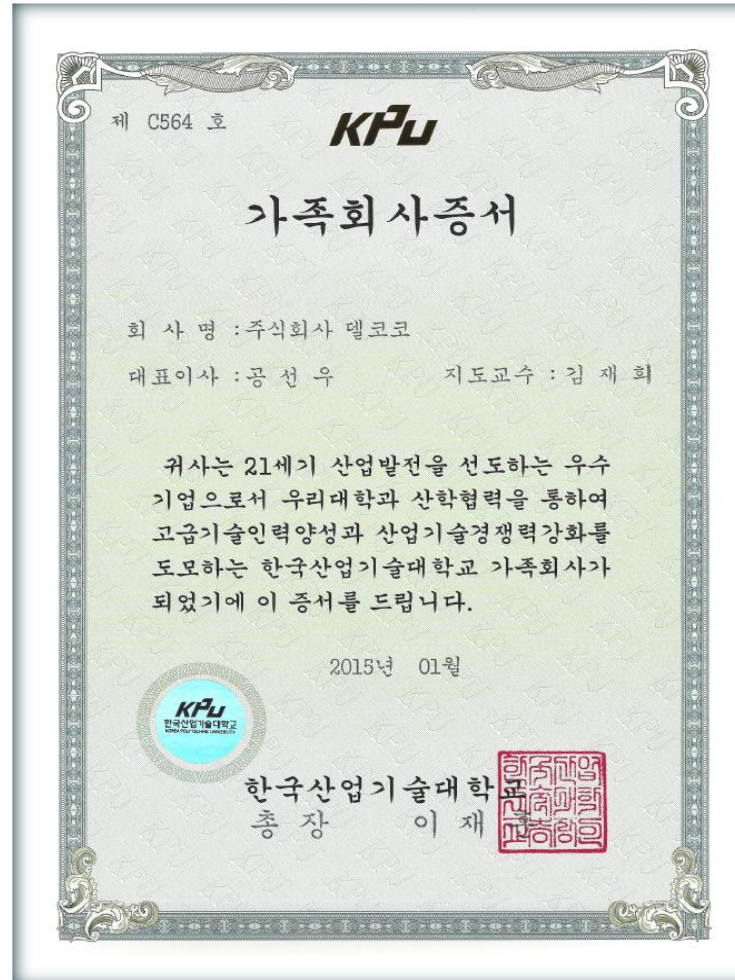 제 C564 호
KPU
가족회사증서
회 사 명 :주식회사 델코코
대표이사 :공 선 우 지도교수 :김 재 희
귀사는 21세기 산업발전을 선도하는 우수
기업으로서 우리대학과 산학협력을 통하여
고급기술인력양성과 산업기술경쟁력강화를
도모하는 한국산업기술대학교 가족회사가
되었기에 이 증서를 드립니다.
2015년 01월
KPU
한국산업기술대학교
KOREA POLYTECHNIC UNIVERSITY
한국산업기술대학교
총 장 이 재